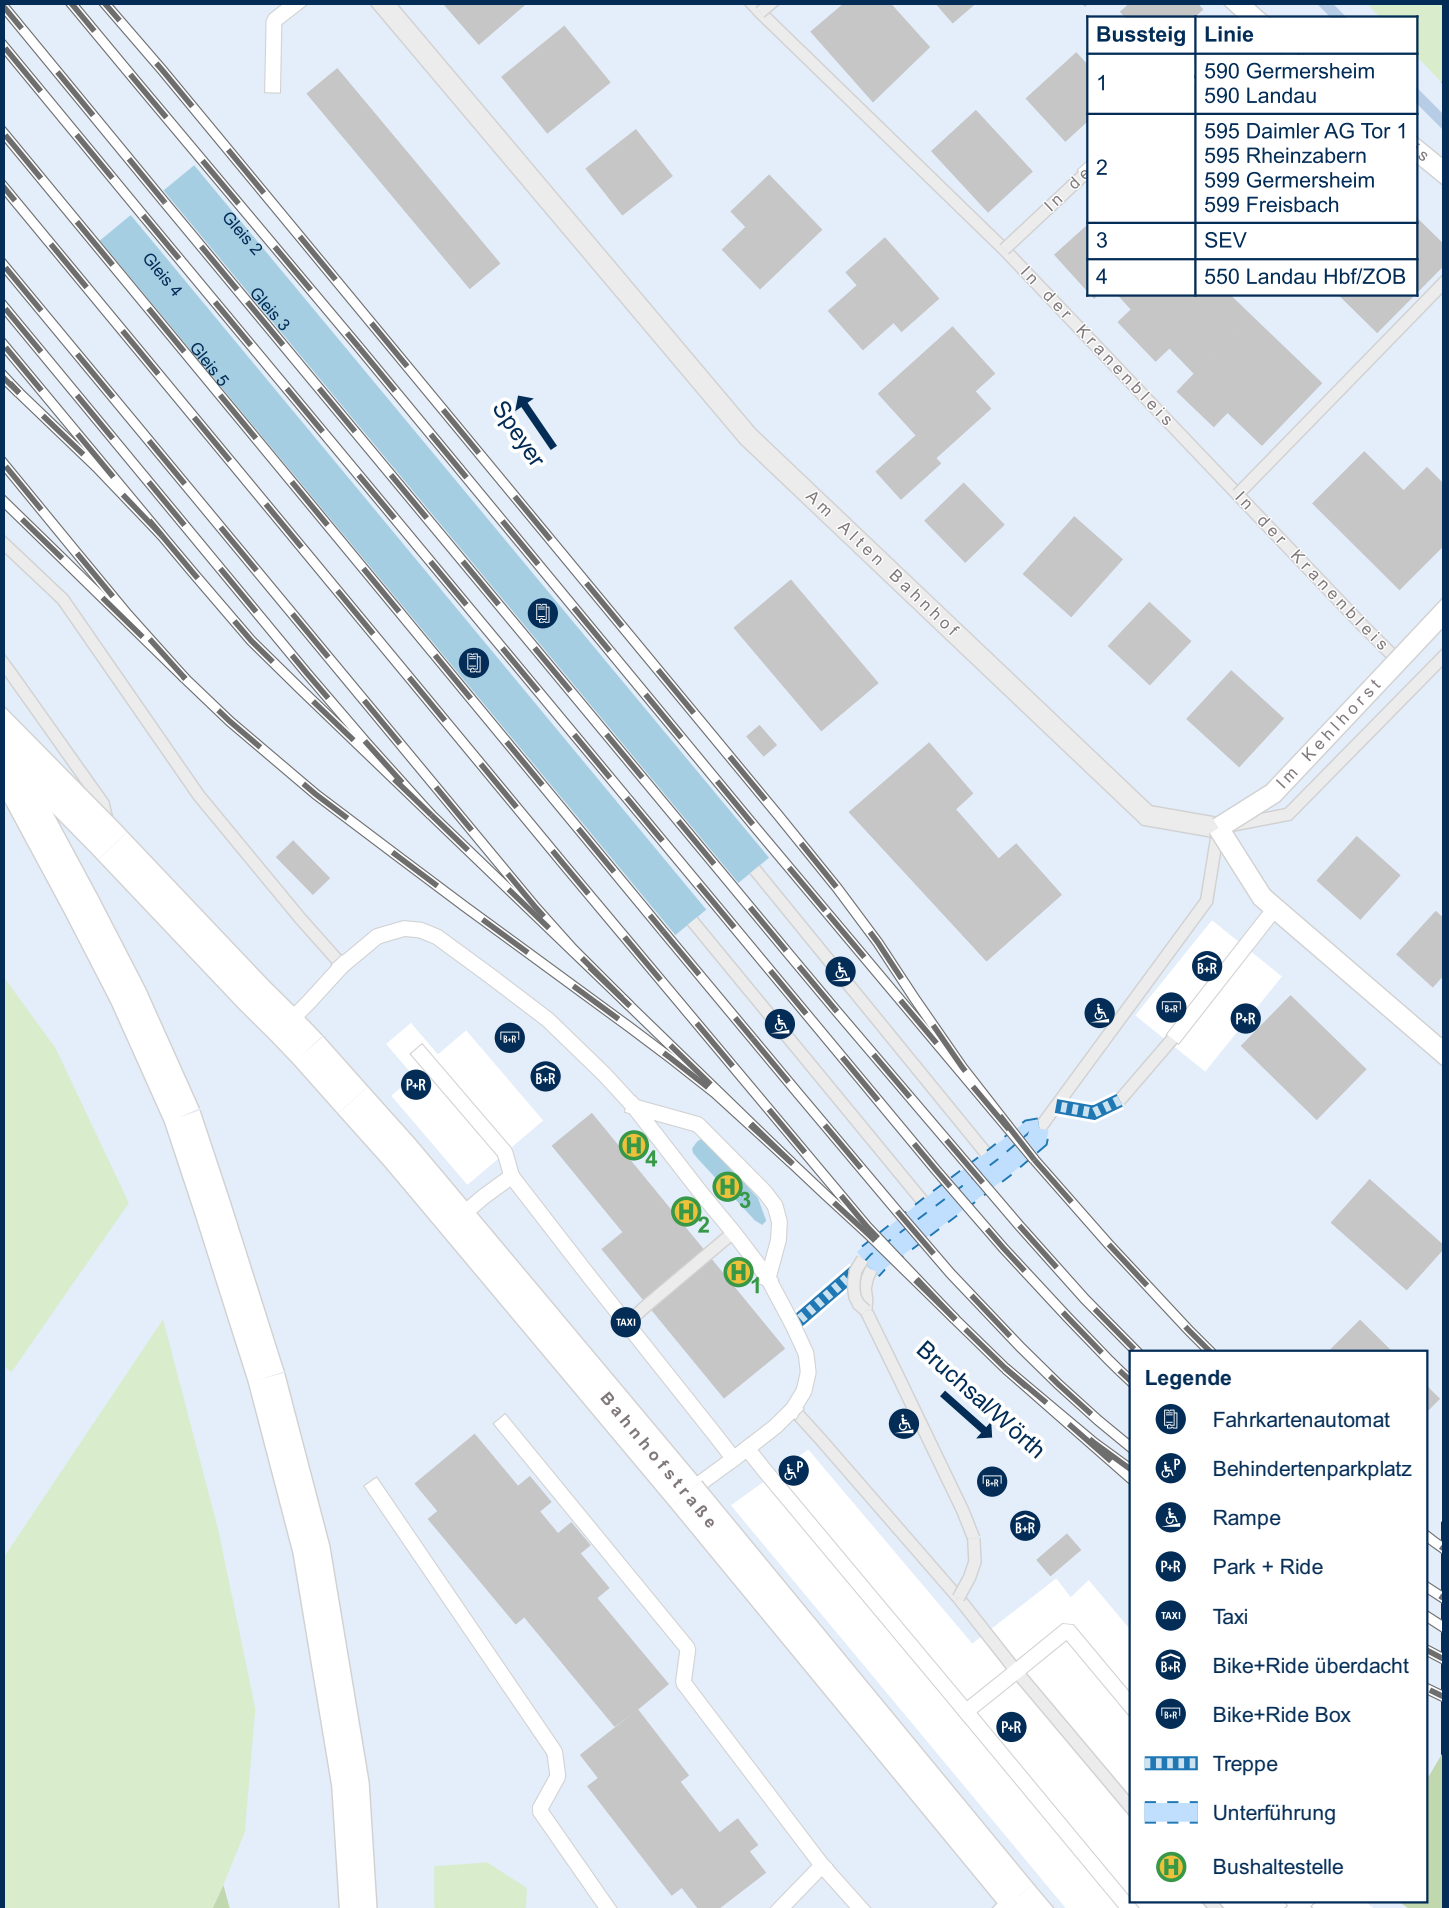 Bussteig Linie
1 590 Germersheim
590 Landau
2 595 Daimler AG Tor 1
595 Rheinzabern
599 Germersheim
599 Freisbach
3 SEV
4 550 Landau Hbf/ZOB
In de
s
In der Kranenbleis
In der Kranenbleis
Gleis 2
Gleis 4
Gleis 3
Gleis 5
Speyer
Am Alten Bahnhof
Im Kehlhorst
B+R
B+R
P+R
B+R
B+R
P+R
H 4
H 3
H 2
H 1
TAXI
Bruchsal/Wörth
Bahnhofstraße
P
B+R
B+R
P+R
Legende
Fahrkartenautomat
P Behindertenparkplatz
Rampe
P+R Park + Ride
TAXI Taxi
B+R Bike+Ride überdacht
B+R Bike+Ride Box
Treppe
Unterführung
H Bushaltestelle